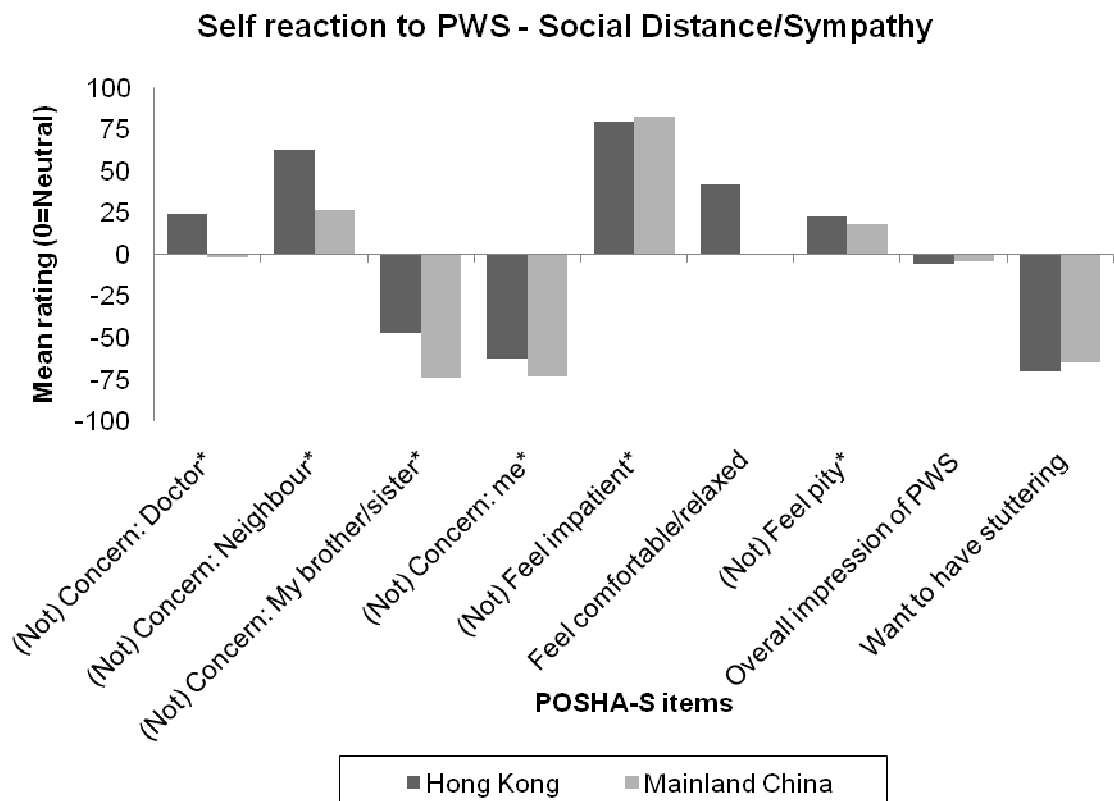 Self reaction to PWS - Social Distance/Sympathy
Mean rating (0=Neutral)
100
75
50
25
0
-25
-50
-75
-100
(Not) Concern: Doctor*
(Not) Concern: Neighbour*
(Not) Concern: My brother/sister*
(Not) Concern: me*
(Not) Feel impatient*
Feel comfortable/relaxed
(Not) Feel pity*
Overall impression of PWS
Want to have stuttering
POSHA-S items
Hong Kong
Mainland China